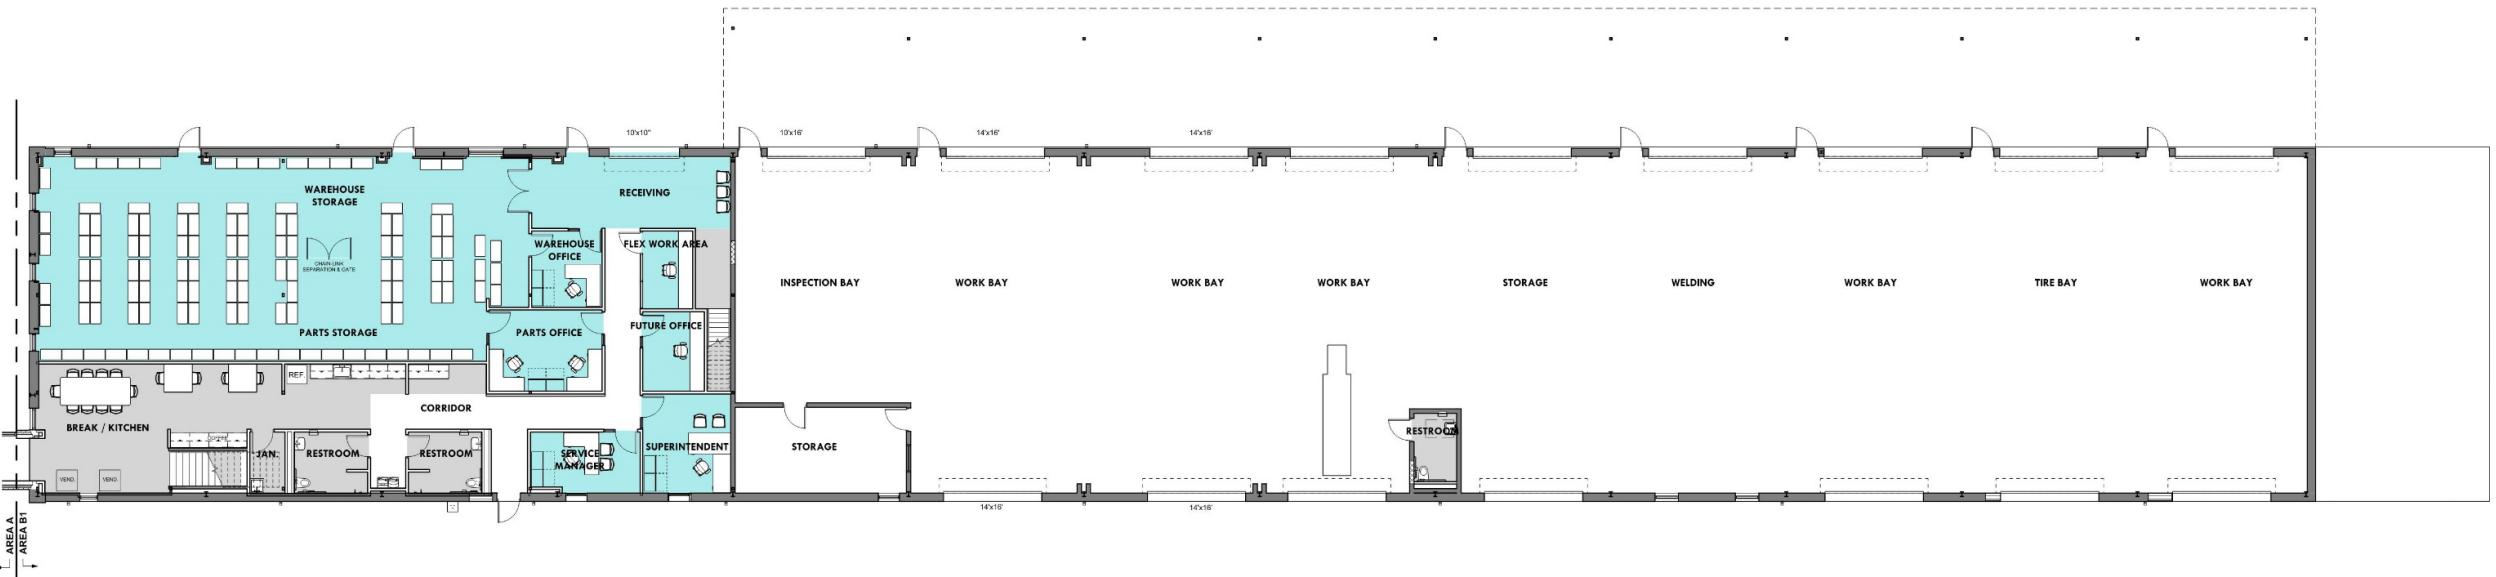 10'x10"
10'x16'
14'x16'
14'x16'
WAREHOUSE
STORAGE
RECEIVING
WAREHOUSE
OFFICE
FLEX WORK AREA
CHAIN-LINK
SEPARATION & GATE
INSPECTION BAY
WORK BAY
WORK BAY
WORK BAY
STORAGE
WELDING
WORK BAY
TIRE BAY
WORK BAY
PARTS STORAGE
PARTS OFFICE
FUTURE OFFICE
REF.
CORRIDOR
BREAK / KITCHEN
JAN.
RESTROOM
RESTROOM
SERVICE
MANAGER
SUPERINTENDENT
STORAGE
RESTROOM
VEND.
VEND.
14'x16'
14'x16'
AREA A
AREA B1